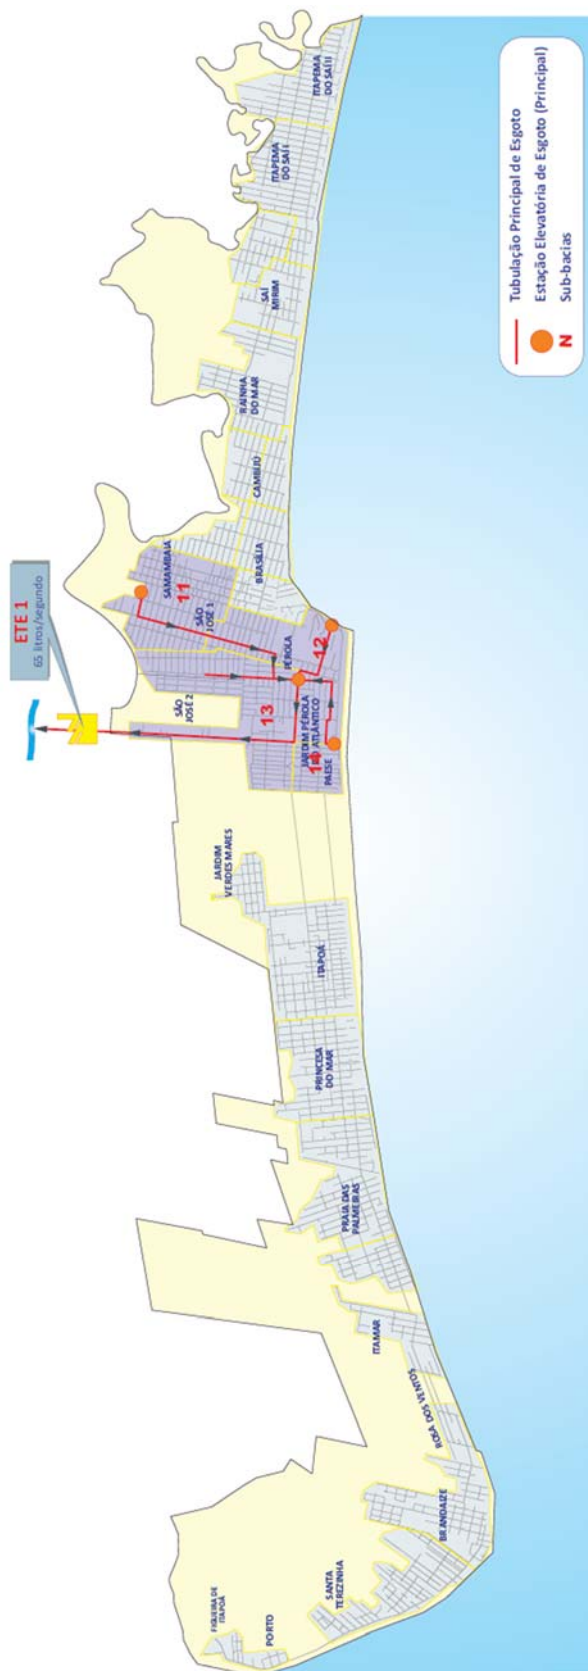 FIGUEIRA DE
ITAPOÁ
PORTO
SANTA
TEREZINHA
BRANDALIZE
ROSA DOS VENTOS
ITAMAR
PRAIA DAS
PALMEIRAS
PRINCESA
DO MAR
ITAPOÁ
JARDIM
VERDES MARES
ETE 1
65 litros/segundo
SÃO
JOSÉ 2
13
JARDIM PÉROLA
DO ATLÂNTICO
14
PAESE
SAMAMBAIA
11
SÃO
JOSÉ 1
PÉROLA
12
BRASÍLIA
CAMBIJÚ
RAINHA
DO MAR
SAÍ
MIRIM
ITAPEMA
DO SAÍ I
ITAPEMA
DO SAÍ II
Tubulação Principal de Esgoto
Estação Elevatória de Esgoto (Principal)
N Sub-bacias